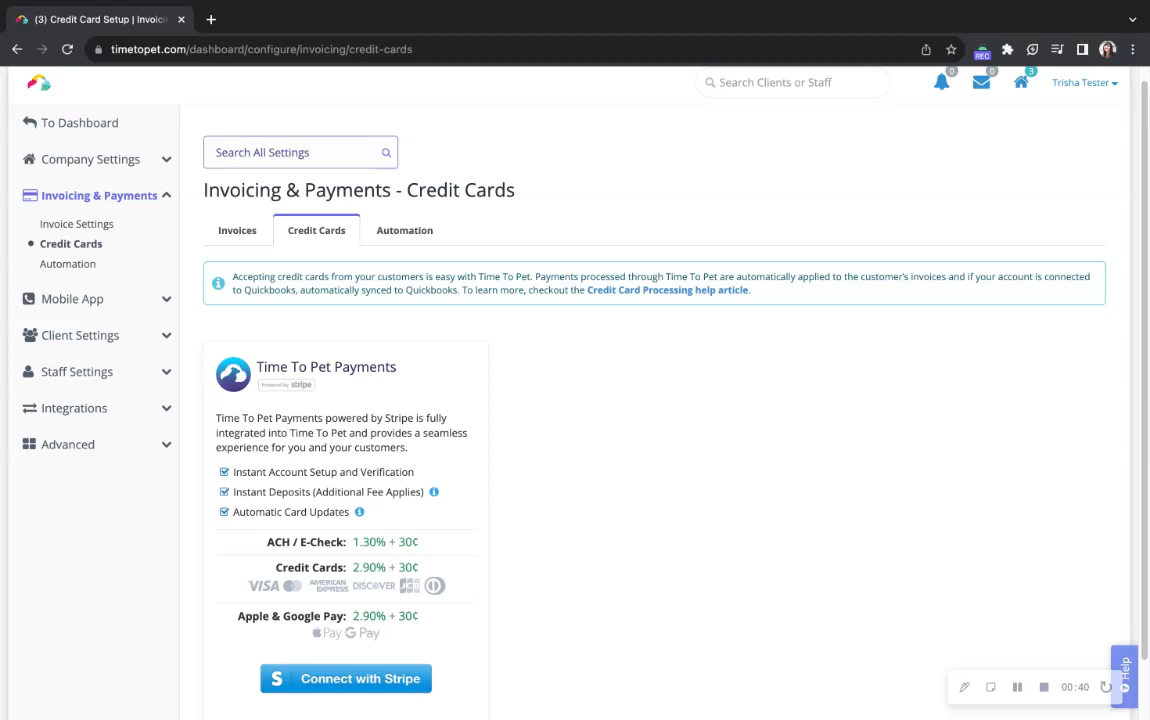 (3) Credit Card Setup | Invoici
timetopet.com/dashboard/configure/invoicing/credit-cards
REC
Search Clients or Staff
0
0
3
Trisha Tester
To Dashboard
Company Settings
Invoicing & Payments
Invoice Settings
Credit Cards
Automation
Mobile App
Client Settings
Staff Settings
Integrations
Advanced
Search All Settings
Invoicing & Payments - Credit Cards
Invoices
Credit Cards
Automation
Accepting credit cards from your customers is easy with Time To Pet. Payments processed through Time To Pet are automatically applied to the customer's invoices and if your account is connected
to Quickbooks, automatically synced to Quickbooks. To learn more, checkout the Credit Card Processing help article.
Time To Pet Payments
Powered by stripe
Time To Pet Payments powered by Stripe is fully
integrated into Time To Pet and provides a seamless
experience for you and your customers.
Instant Account Setup and Verification
Instant Deposits (Additional Fee Applies)
Automatic Card Updates
ACH / E-Check: 1.30% + 30¢
Credit Cards: 2.90% + 30¢
VISA AMERICAN EXPRESS DISCOVER JCB
Apple & Google Pay: 2.90% + 30¢
Pay G Pay
S Connect with Stripe
00:40
Help